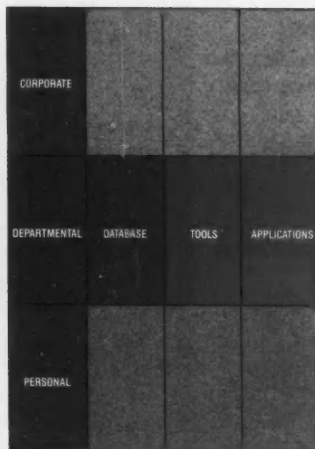 CORPORATE
DEPARTMENTAL DATABASE TOOLS APPLICATIONS
PERSONAL